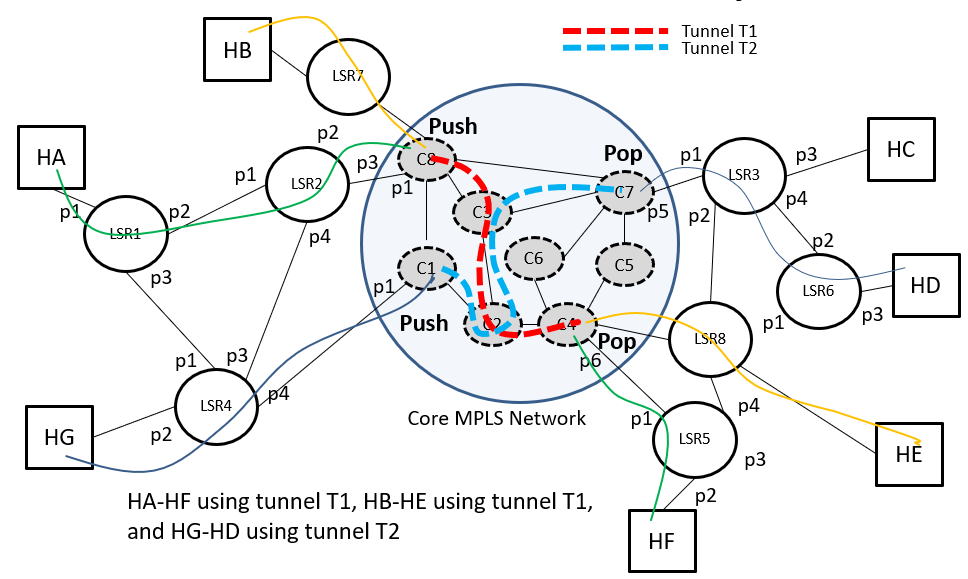 Tunnel T1
Tunnel T2
HB
LSR7
Push
p2
HA
p3
C8
Pop
p1
p3
HC
p1
LSR2
p1
C7
LSR3
p1
p2
C3
p5
p4
LSR1
p4
p2
p2
C6
C5
p3
C1
p1
LSR6
HD
p1
p3
Push
C2
C4
Pop
LSR8
p1
p3
p6
LSR4
p4
Core MPLS Network
p1
p4
HG
p2
LSR5
HE
p3
HA-HF using tunnel T1, HB-HE using tunnel T1,
and HG-HD using tunnel T2
p2
HF